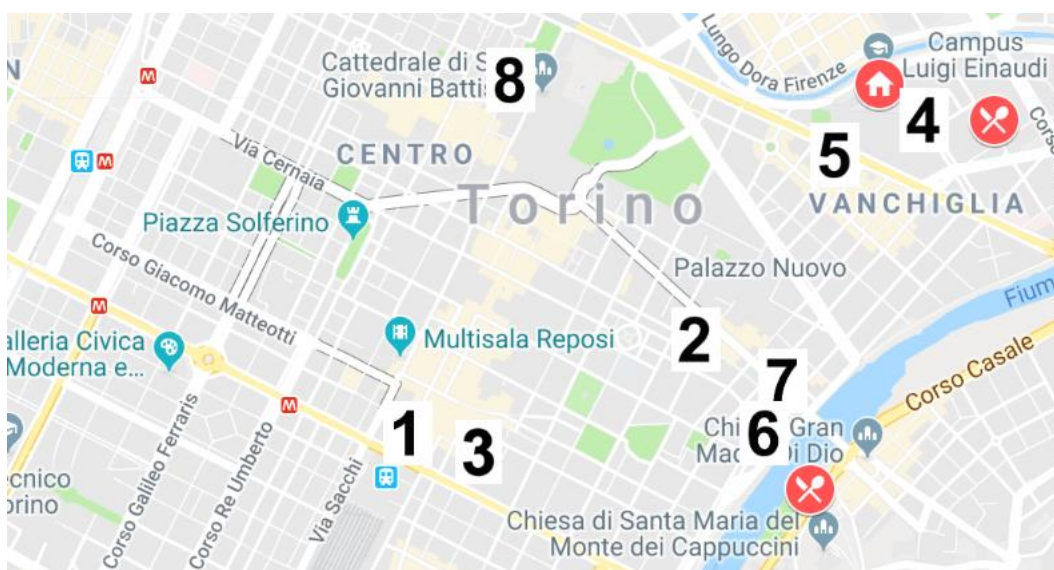 Cattedrale di S
Giovanni Battis
8
Lungo Dora Firenze
Campus
Luigi Einaudi
4
Corso
N
M
M
Via Cernaia
CENTRO
5
Torino
VANCHIGLIA
Piazza Solferino
Palazzo Nuovo
Corso Giacomo Matteotti
Fium
M
alleria Civica
Moderna e...
Multisala Reposi
2
Corso Casale
7
M
1
3
6
Chi
Gran
Mad
Di Dio
Corso Galileo Ferraris
Corso Re Umberto
Via Sacchi
ecnico
orino
Chiesa di Santa Maria del
Monte dei Cappuccini